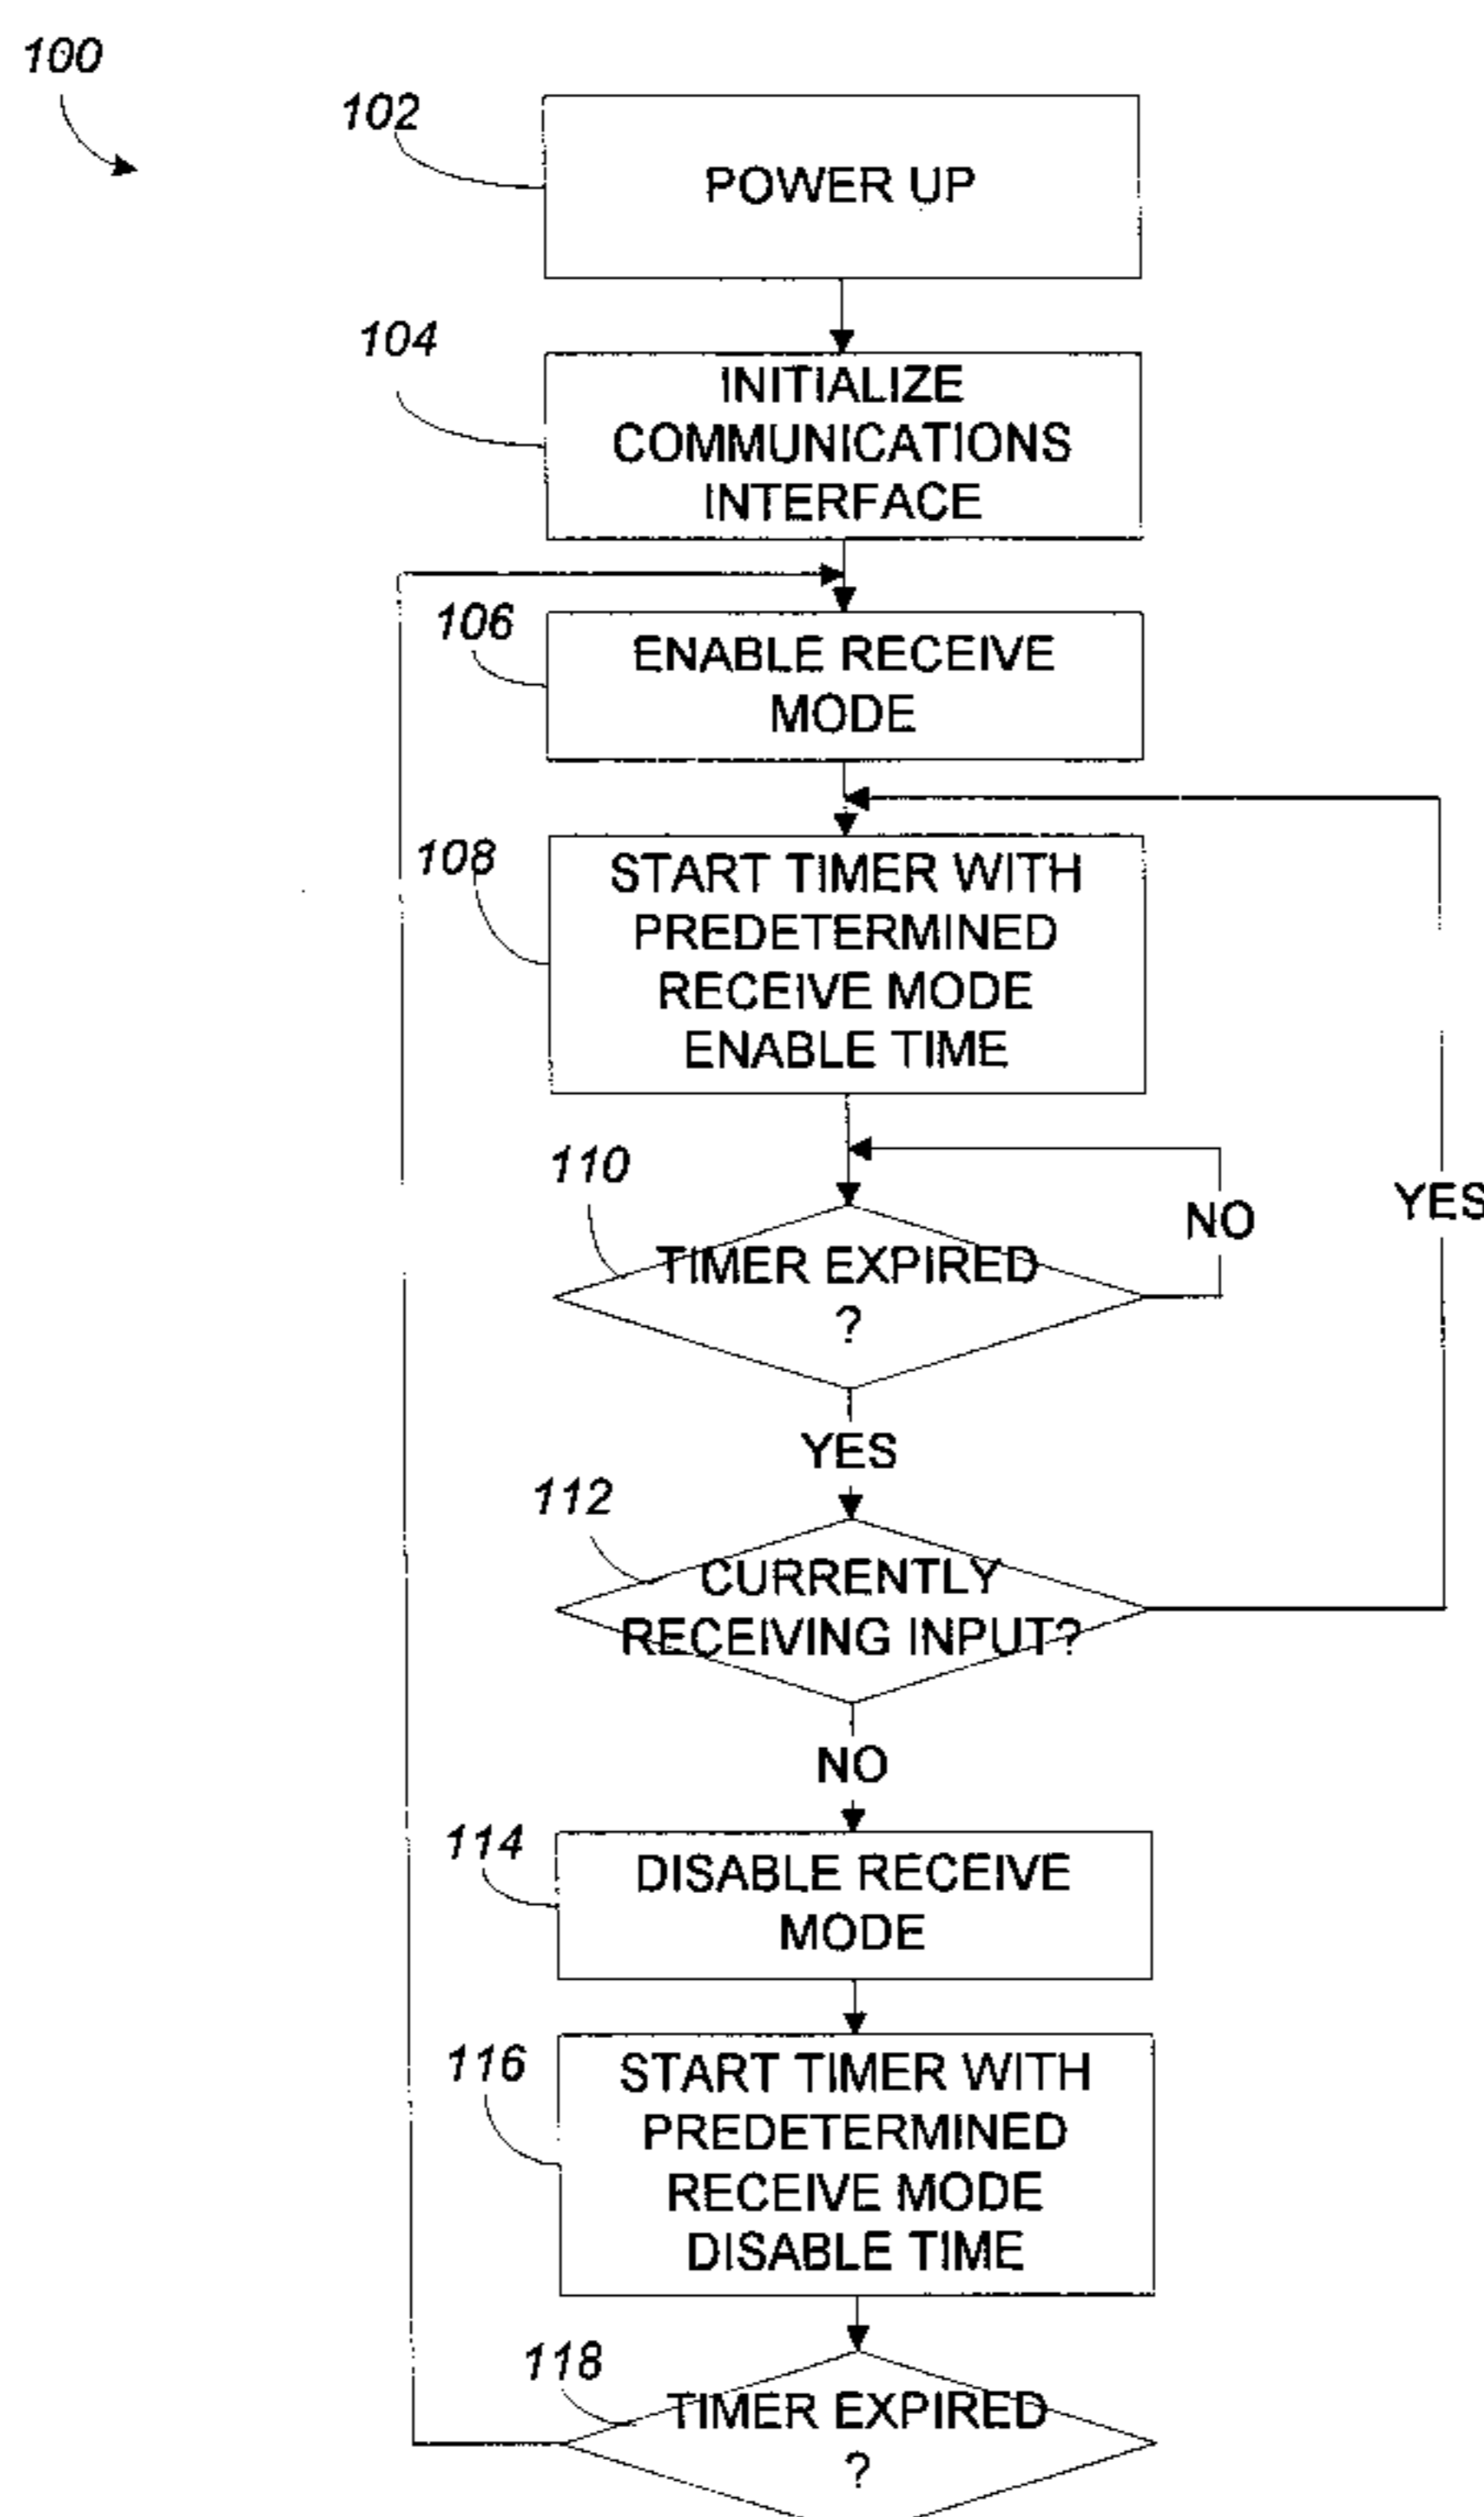 100
102
POWER UP
104
INITIALIZE
COMMUNICATIONS
INTERFACE
106
ENABLE RECEIVE
MODE
108
START TIMER WITH
PREDETERMINED
RECEIVE MODE
ENABLE TIME
110
TIMER EXPIRED
?
NO
YES
YES
112
CURRENTLY
RECEIVING INPUT?
NO
114
DISABLE RECEIVE
MODE
116
START TIMER WITH
PREDETERMINED
RECEIVE MODE
DISABLE TIME
118
TIMER EXPIRED
?